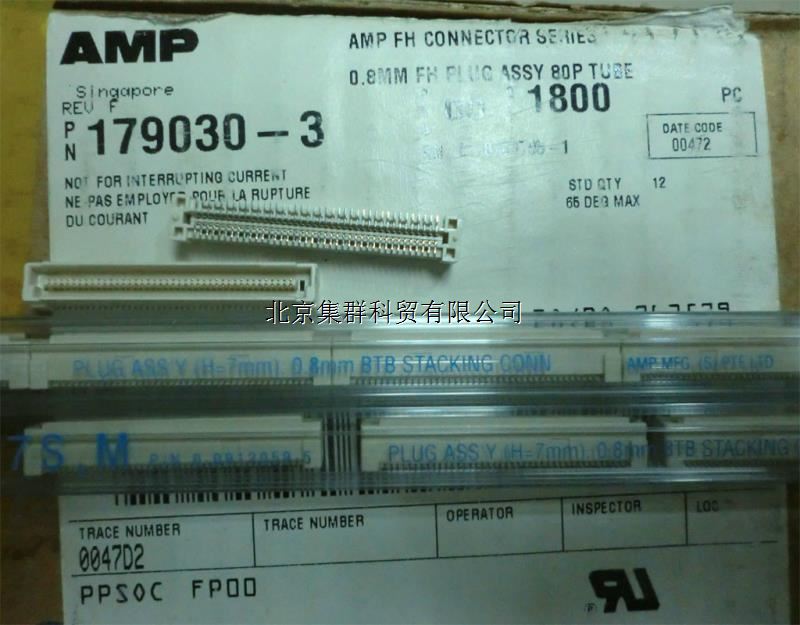 AMP
AMP FH CONNECTOR SERIES
0.8MM FH PLUG ASSY 80P TUBE
Singapore
REV F
PN 179030-3
1800 PC
DATE CODE
00472
NOT FOR INTERRUPTING CURRENT
NE PAS EMPLOYER POUR LA RUPTURE
DU COURANT
STD QTY 12
65 DEG MAX
北京集群科贸有限公司
PLUG ASS Y (H=7mm), 0.8mm BTB STACKING CONN
AMP MFG. (S) PTE LTD
7S,M P/N
PLUG ASS Y (H=7mm), 0.8mm BTB STACKING
TRACE NUMBER
0047D2
TRACE NUMBER
OPERATOR
INSPECTOR
PPSOC FP00